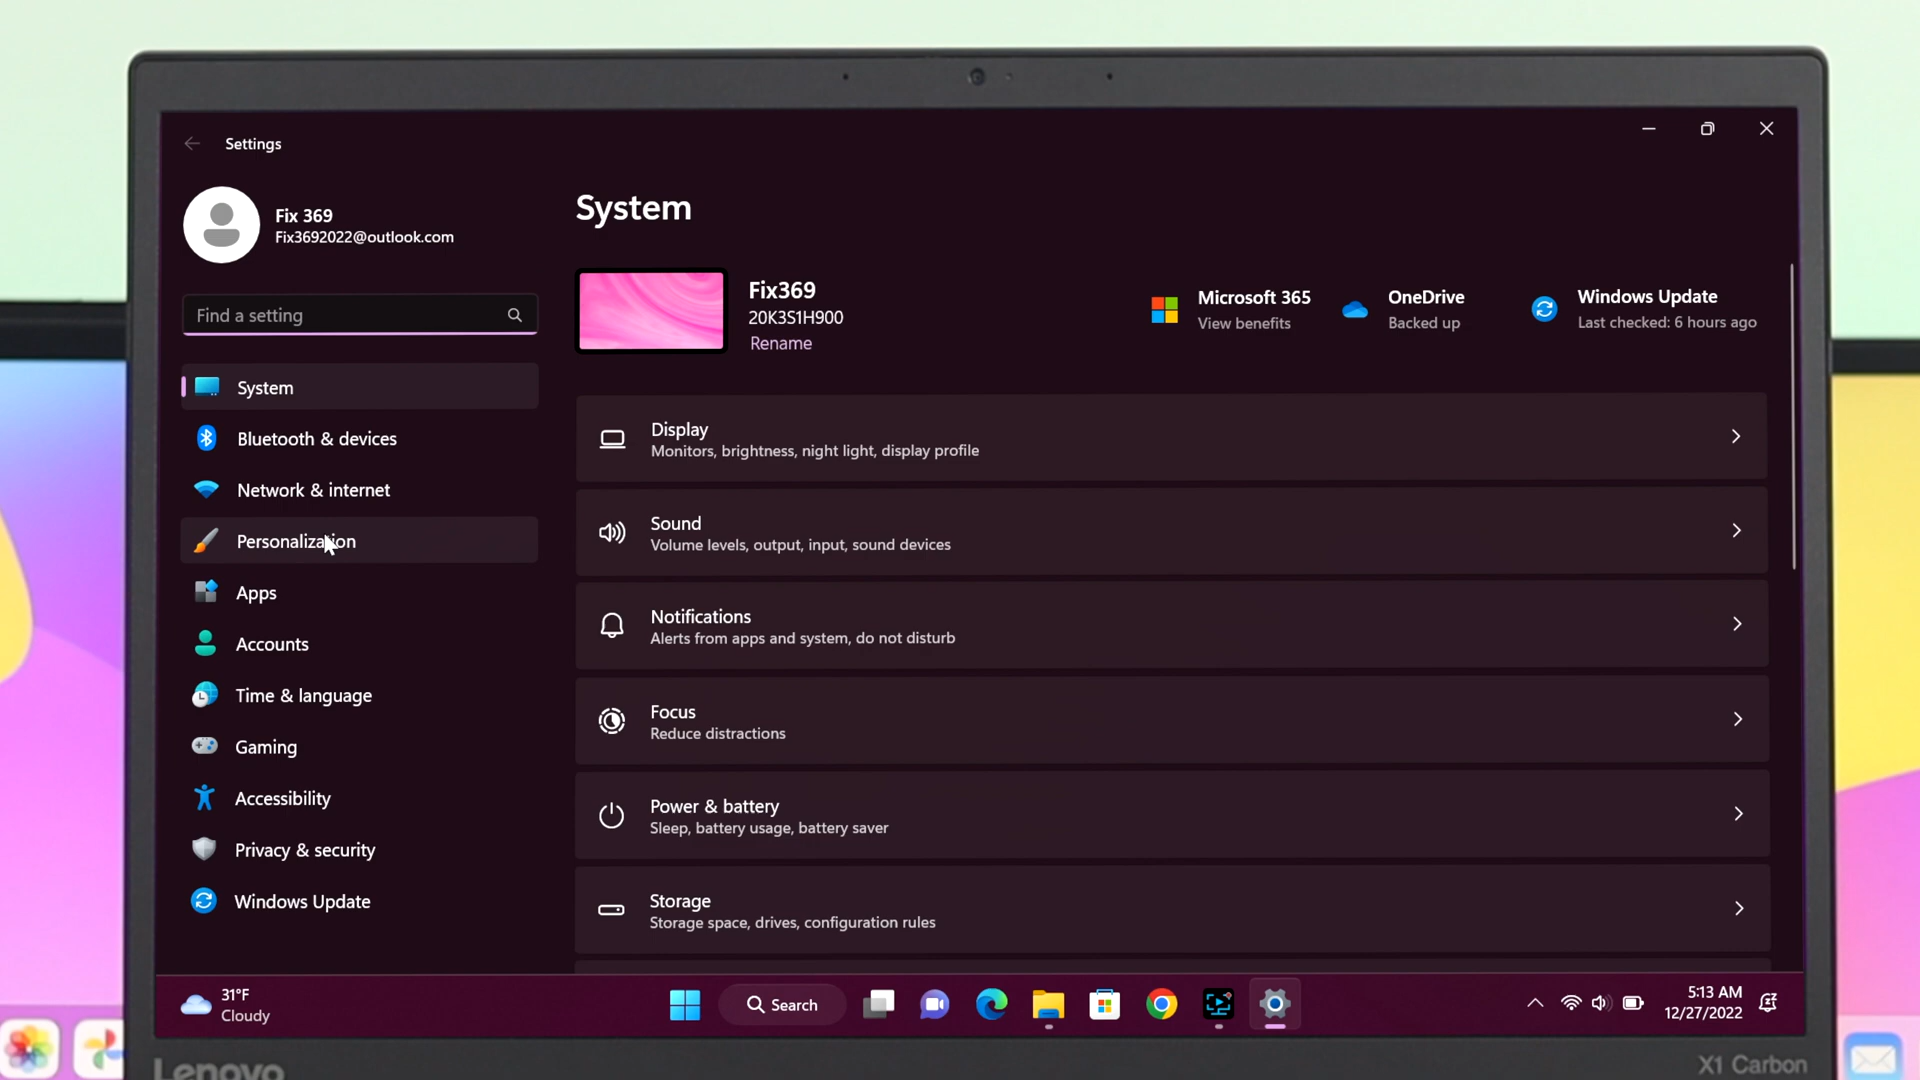 Settings
Fix 369
Fix3692022@outlook.com
Find a setting
System
Bluetooth & devices
Network & internet
Personalization
Apps
Accounts
Time & language
Gaming
Accessibility
Privacy & security
Windows Update
System
Fix369
20K3S1H900
Rename
Microsoft 365
View benefits
OneDrive
Backed up
Windows Update
Last checked: 6 hours ago
Display
Monitors, brightness, night light, display profile
Sound
Volume levels, output, input, sound devices
Notifications
Alerts from apps and system, do not disturb
Focus
Reduce distractions
Power & battery
Sleep, battery usage, battery saver
Storage
Storage space, drives, configuration rules
31°F
Cloudy
Search
5:13 AM
12/27/2022
Lenovo
X1 Carbon